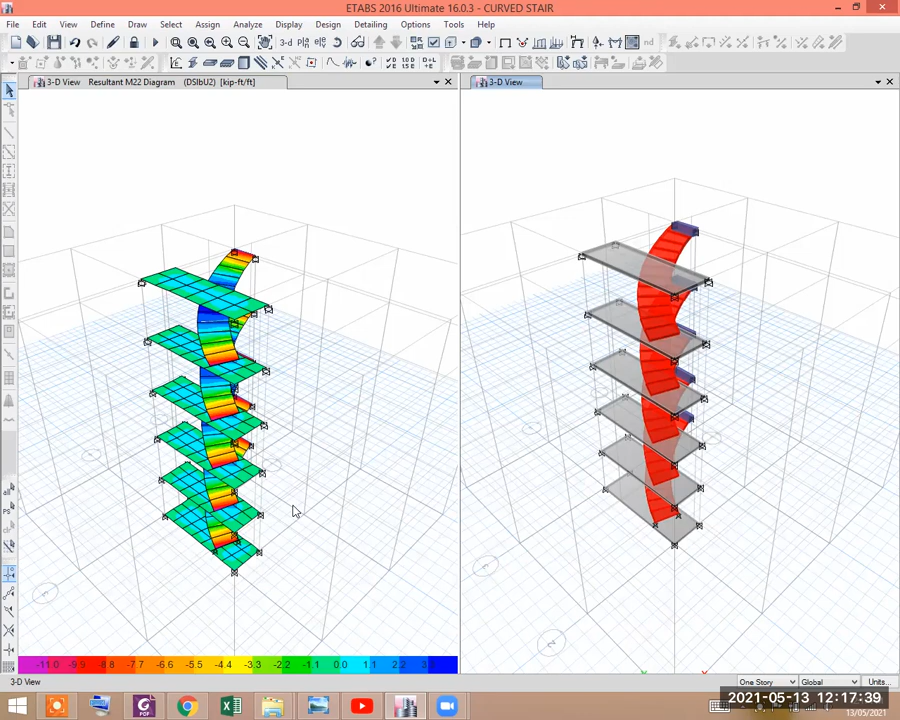 ETABS 2016 Ultimate 16.0.3 - CURVED STAIR
File Edit View Define Draw Select Assign Analyze Display Design Detailing Options Tools Help
3-d
nd
3-D View Resultant M22 Diagram (DSlbU2) [kip-ft/ft]
3-D View
-11.0 -9.9 -8.8 -7.7 -6.6 -5.5 -4.4 -3.3 -2.2 -1.1 0.0 1.1 2.2
3-D View
One Story Global Units...
2021-05-13 12:17:39
13/05/2021